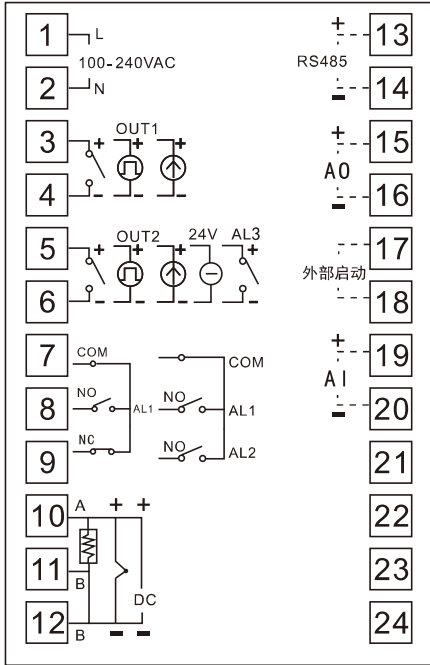 1 L
100-240VAC
2 N
+ 13
RS485
- 14
3 + OUT1 + +
4 - - -
+ 15
AO
- 16
5 + OUT2 + + 24V AL3 +
6 - - - - -
17
外部启动
18
7 COM
8 NO AL1
9 NC
COM
NO AL1
NO AL2
+ 19
AI
- 20
21
10 A + +
11 B DC
12 B - -
22
23
24